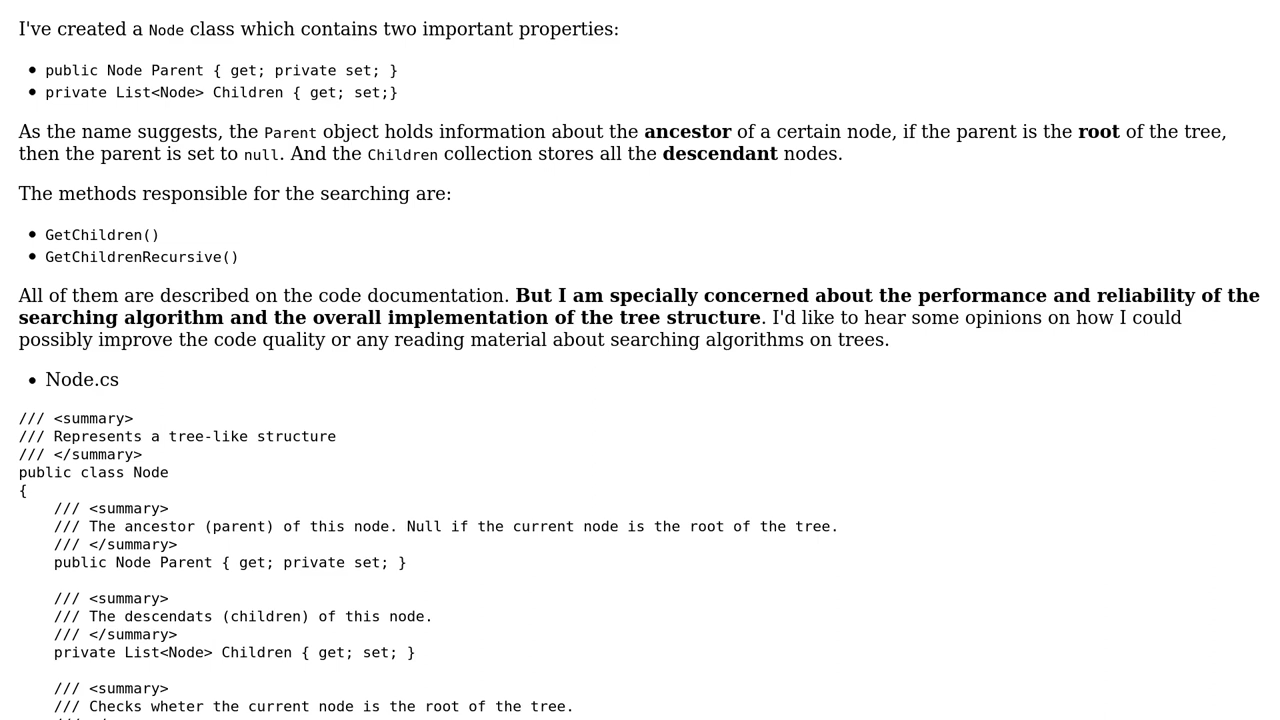 I've created a Node class which contains two important properties:
• public Node Parent { get; private set; }
• private List<Node> Children { get; set;}
As the name suggests, the Parent object holds information about the ancestor of a certain node, if the parent is the root of the tree,
then the parent is set to null. And the Children collection stores all the descendant nodes.
The methods responsible for the searching are:
• GetChildren()
• GetChildrenRecursive()
All of them are described on the code documentation. But I am specially concerned about the performance and reliability of the
searching algorithm and the overall implementation of the tree structure. I'd like to hear some opinions on how I could
possibly improve the code quality or any reading material about searching algorithms on trees.
• Node.cs
/// <summary>
/// Represents a tree-like structure
/// </summary>
public class Node
{
    /// <summary>
    /// The ancestor (parent) of this node. Null if the current node is the root of the tree.
    /// </summary>
    public Node Parent { get; private set; }
    /// <summary>
    /// The descendats (children) of this node.
    /// </summary>
    private List<Node> Children { get; set; }
    /// <summary>
    /// Checks wheter the current node is the root of the tree.